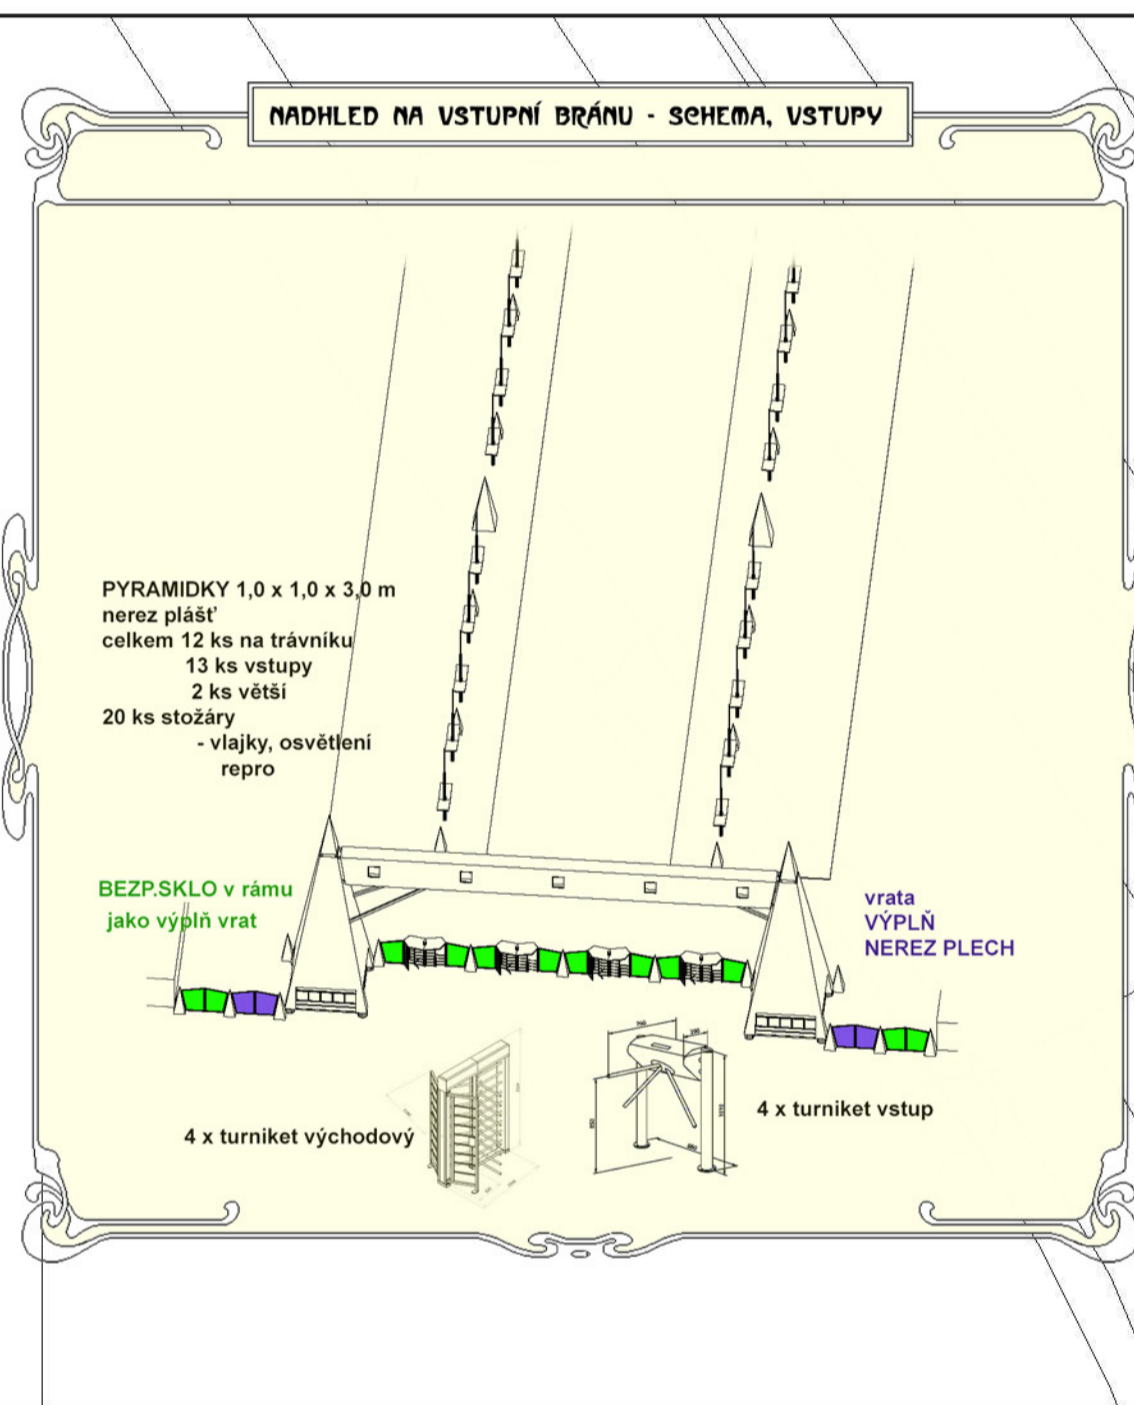 NADHLED NA VSTUPNÍ BRÁNU - SCHEMA, VSTUPY
PYRAMIDKY 1,0 x 1,0 x 3,0 m
nerez plášť
celkem 12 ks na trávníku
13 ks vstupy
2 ks větší
20 ks stožáry
- vlajky, osvětlení
repro
BEZP.SKLO v rámu
jako výplň vrat
vrata
VÝPLŇ
NEREZ PLECH
4 x turniket vstup
4 x turniket východový